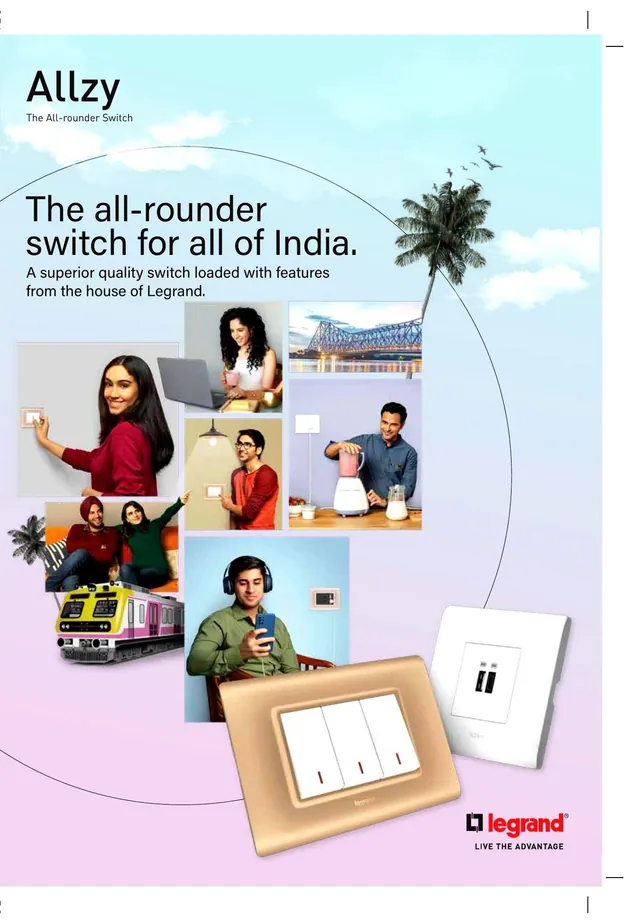 Allzy
The All-rounder Switch
The all-rounder
switch for all of India.
A superior quality switch loaded with features
from the house of Legrand.
legrand®
LIVE THE ADVANTAGE